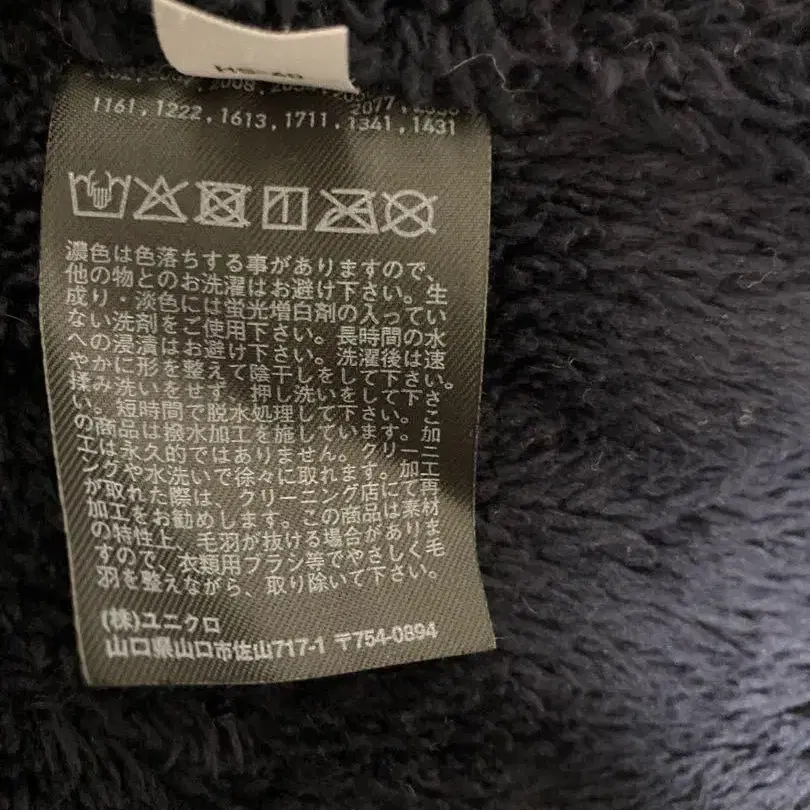 1161,1222,1613,1711,1341,1431
濃色は色落ちする事がありますので、
他の物とのお洗濯はお避け下さい。生
成り・淡色には蛍光増白剤の入ってい
ない洗剤をご使用下さい。長時間の水
への浸漬はお避け下さい。洗濯後は速
やかに形を整えて陰干しをして下さい。
揉み洗いをせず、押し洗いをして下さ
い。短時間で脱水処理して下さい。こ
の商品は撥水加工を施しています。加
工は永久的ではありません。クリーニ
ングや水洗いで徐々に取れます。加工
が取れた際は、クリーニング店にて再
加工をお勧めします。この商品は素材
の特性上、毛羽が抜ける場合がありま
すので、衣類用ブラシ等でやさしく毛
羽を整えながら、取り除いて下さい。
(株)ユニクロ
山口県山口市佐山717-1 〒754-0894